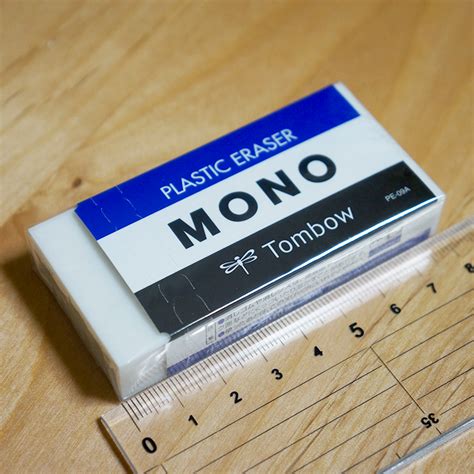 PLASTIC ERASER
MONO
PE-09A
Tombow
0 1 2 3 4 5 6 7 8
35